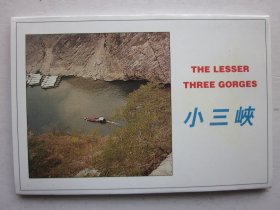 THE LESSER
THREE GORGES
小三峡